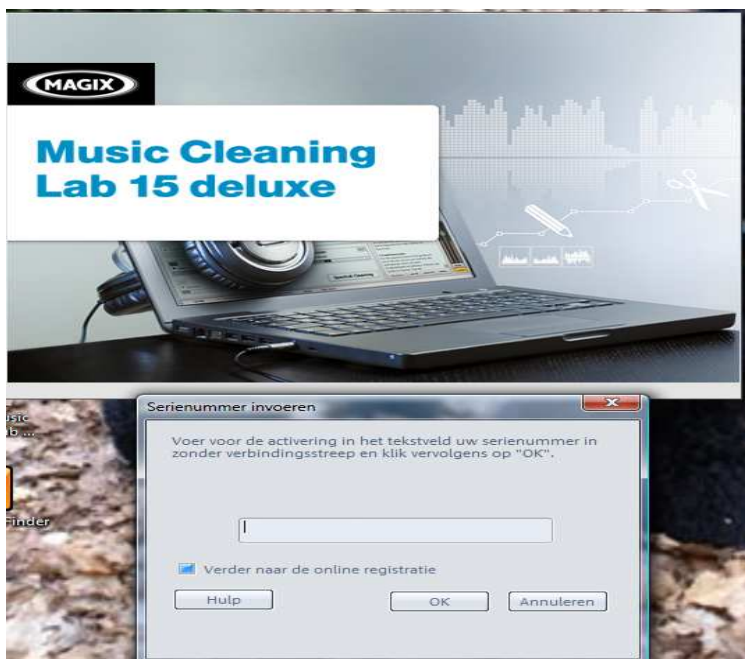 MAGIX
Music Cleaning
Lab 15 deluxe
Serienummer invoeren
Voer voor de activering in het tekstveld uw serienummer in
zonder verbindingsstreep en klik vervolgens op "OK".
Verder naar de online registratie
Hulp
OK
Annuleren